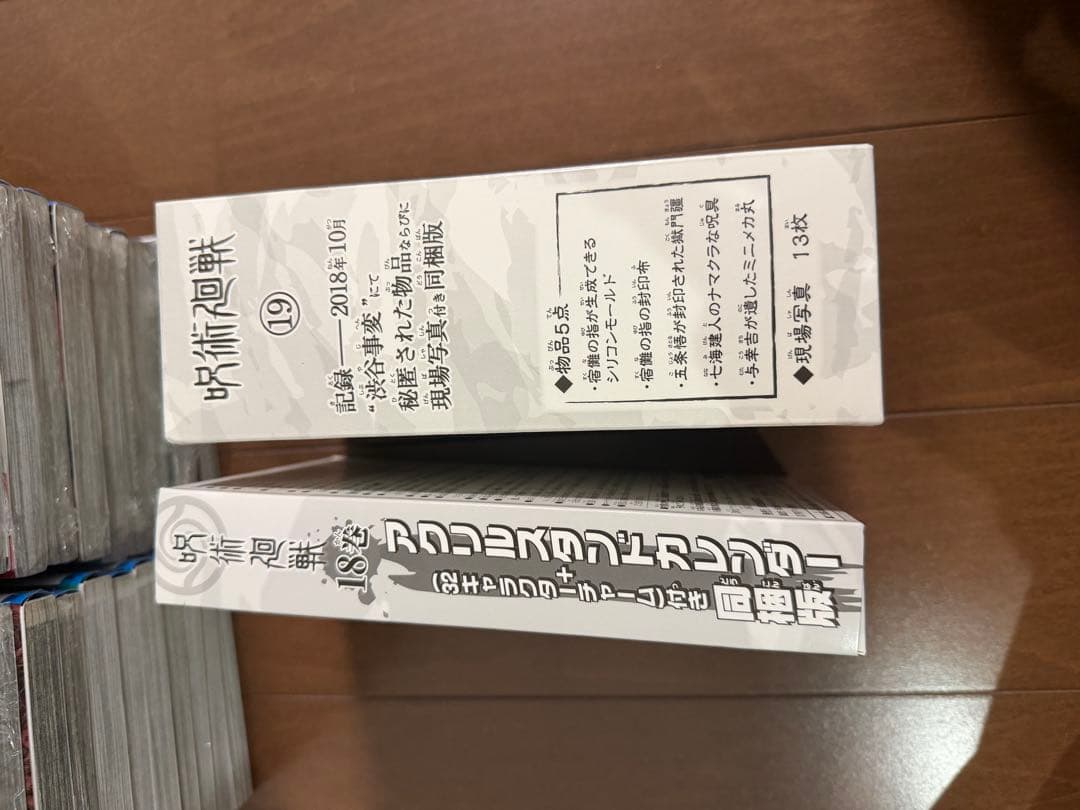 呪術廻戦
⑲
記録——2018年10月
“渋谷事変”にて
秘匿された物品ならびに
現場写真付き同梱版
◆物品5点
・宿儺の指が生成できる
シリコンモールド
・宿儺の指の封印布
・五条悟が封印された獄門疆
・七海建人のナマクラな呪具
・与幸吉が遺したミニメカ丸
◆現場写真 13枚
呪術廻戦
18巻
アクリルスタンドカレンダー
+
(32キャラクターチャーム)付き
同梱版